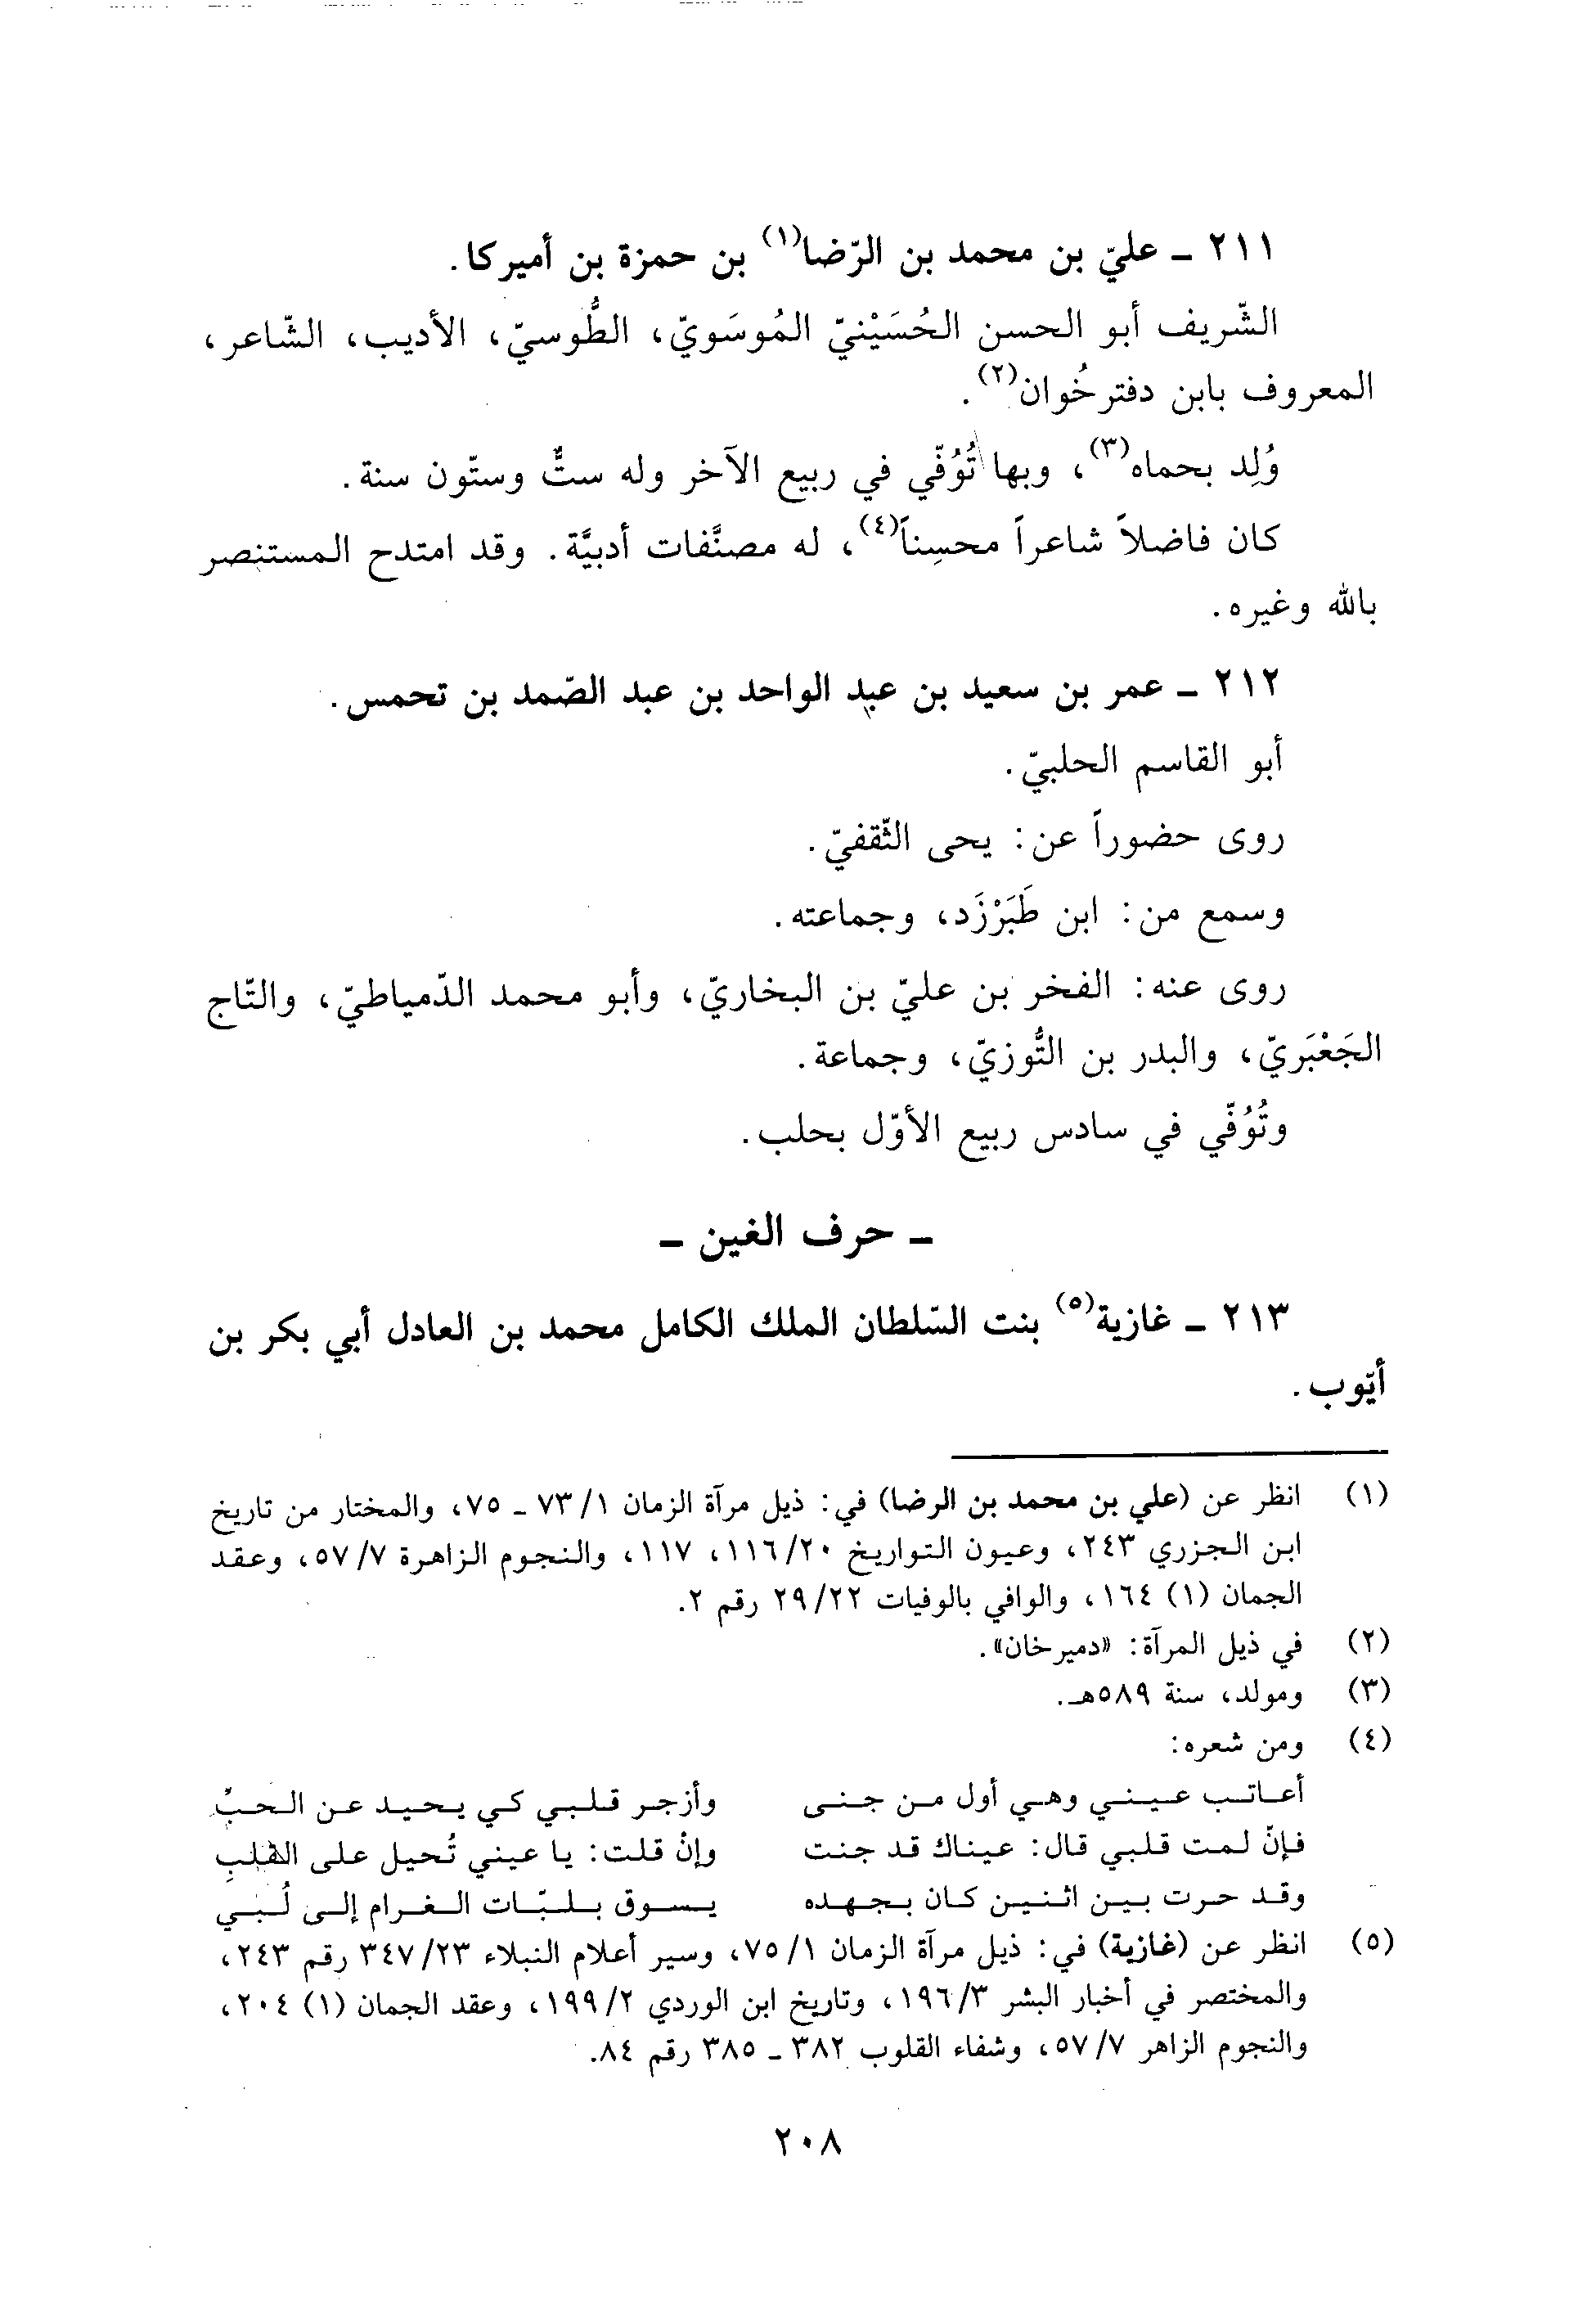 ٢١١ ـ عليّ بن محمد بن الرّضا(١) بن حمزة بن أميركا.
الشّريف أبو الحسن الحُسَيْنيّ المُوسَويّ، الطُّوسيّ، الأديب، الشّاعر،
المعروف بابن دفترخُوان(٢).
وُلِد بحماه(٣)، وبها تُوُفّي في ربيع الآخر وله ستٌّ وستّون سنة.
كان فاضلاً شاعراً محسِناً(٤)، له مصنَّفات أدبيَّة. وقد امتدح المستنصر
بالله وغيره.
٢١٢ ـ عمر بن سعيد بن عبد الواحد بن عبد الصّمد بن تحمس.
أبو القاسم الحلبيّ.
روى حضوراً عن: يحى الثّقفيّ.
وسمع من: ابن طَبَرْزَد، وجماعته.
روى عنه: الفخر بن عليّ بن البخاريّ، وأبو محمد الدّمياطيّ، والتّاج
الجَعْبَريّ، والبدر بن التُّوزيّ، وجماعة.
وتُوُفّي في سادس ربيع الأوّل بحلب.
ـ حرف الغين ـ
٢١٣ ـ غازية(٥) بنت السّلطان الملك الكامل محمد بن العادل أبي بكر بن
أيّوب.
(١) انظر عن (علي بن محمد بن الرضا) في: ذيل مرآة الزمان ١/ ٧٣ ـ ٧٥، والمختار من تاريخ
ابن الجزري ٢٤٣، وعيون التواريخ ٢٠/ ١١٦، ١١٧، والنجوم الزاهرة ٧/ ٥٧، وعقد
الجمان (١) ١٦٤، والوافي بالوفيات ٢٢/ ٢٩ رقم ٢.
(٢) في ذيل المرآة: «دميرخان».
(٣) ومولد، سنة ٥٨٩هـ.
(٤) ومن شعره:
أعاتب عيني وهي أول من جنى وأزجر قلبي كي يحيد عن الحبِّ
فإنّ لمت قلبي قال: عيناك قد جنت وإنْ قلت: يا عيني تُحيل على القلبِ
وقد حرت بين اثنين كان بجهده يسوق بلبّات الغرام إلى لُبي
(٥) انظر عن (غازية) في: ذيل مرآة الزمان ١/ ٧٥، وسير أعلام النبلاء ٢٣/ ٣٤٧ رقم ٢٤٣،
والمختصر في أخبار البشر ٣/ ١٩٦، وتاريخ ابن الوردي ٢/ ١٩٩، وعقد الجمان (١) ٢٠٤،
والنجوم الزاهر ٧/ ٥٧، وشفاء القلوب ٣٨٢ ـ ٣٨٥ رقم ٨٤.
٢٠٨